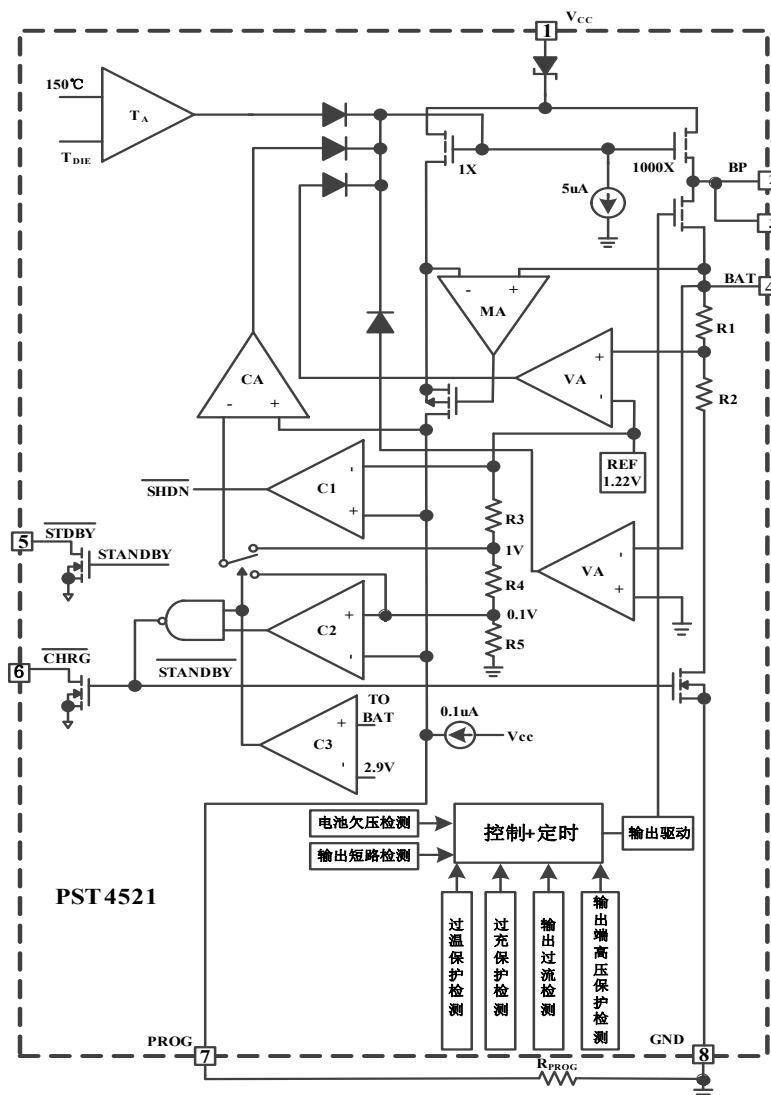 1
V_CC
150℃
T_A
T_DIE
1X
1000X
5uA
BP
BAT
4
- +
MA
R1
CA
- +
+
VA
-
R2
REF
1.22V
SHDN
-
C1
+
R3
5
STDBY
STANDBY
1V
R4
-
VA
+
0.1V
+
C2
-
R5
6
CHRG
STANDBY
TO
BAT
+
C3
-
2.9V
0.1uA
Vcc
电池欠压检测
输出短路检测
控制+定时
输出驱动
PST4521
过温保护检测
过充保护检测
输出过流检测
输出端高压保护检测
PROG
7
GND
8
R_PROG